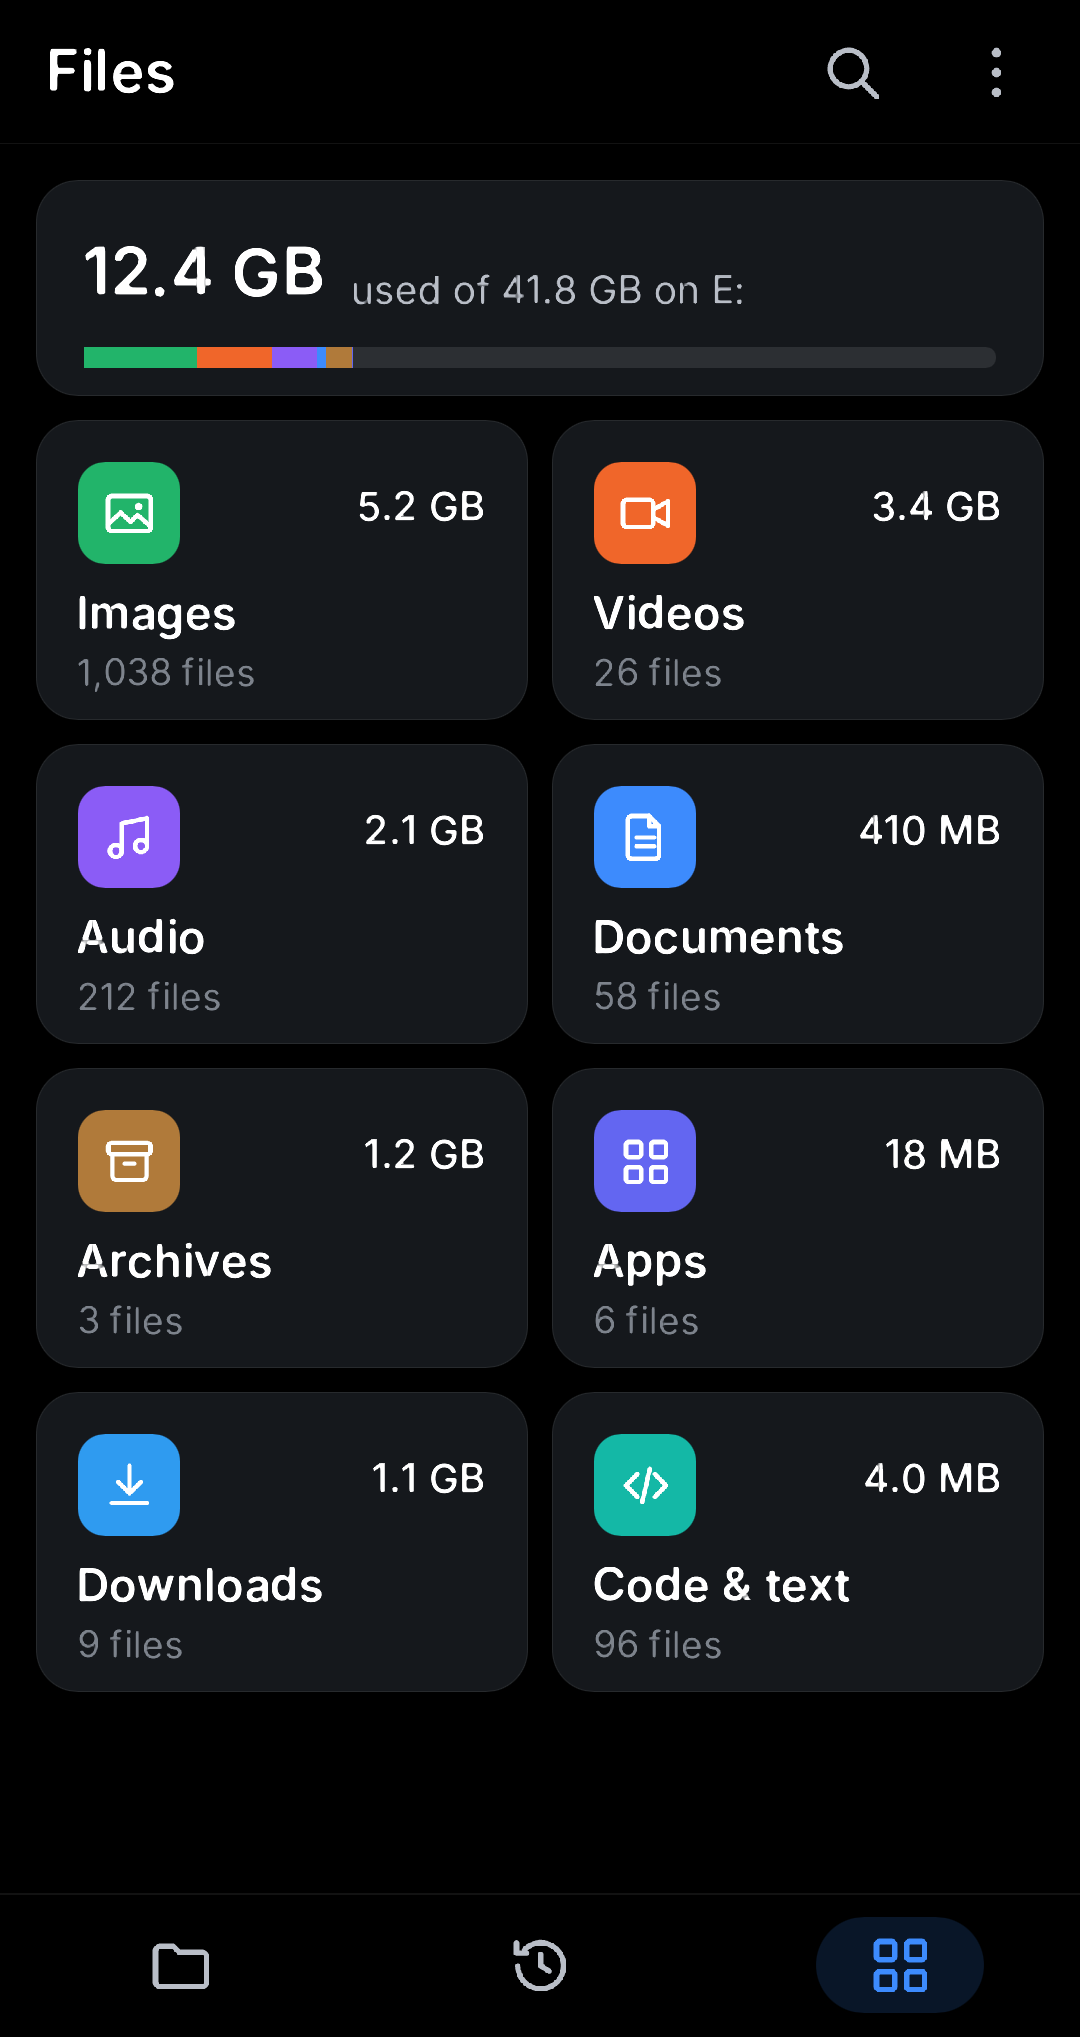 Files
12.4 GB used of 41.8 GB on E:
5.2 GB
Images
1,038 files
3.4 GB
Videos
26 files
2.1 GB
Audio
212 files
410 MB
Documents
58 files
1.2 GB
Archives
3 files
18 MB
Apps
6 files
1.1 GB
Downloads
9 files
4.0 MB
Code & text
96 files